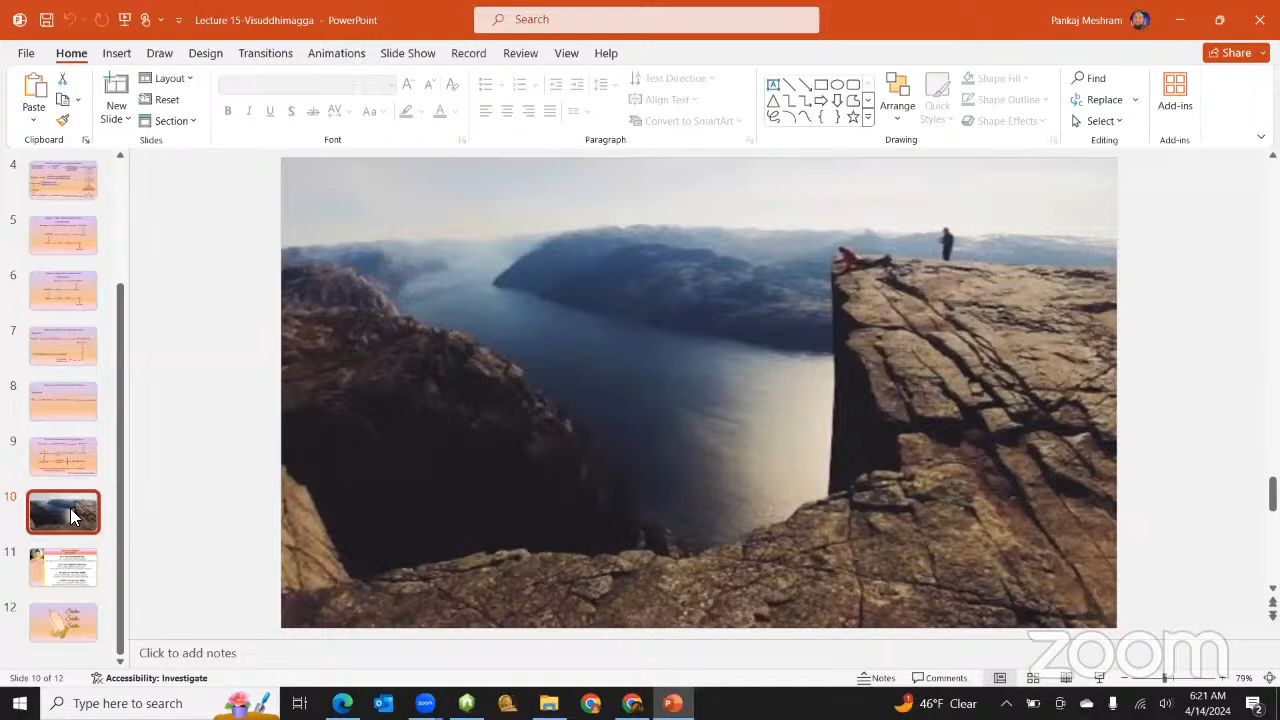 Lecture 15-Visuddhimagga - PowerPoint
Search
Pankaj Meshram
File Home Insert Draw Design Transitions Animations Slide Show Record Review View Help
Share
Paste
New
Slide
Layout
Reset
Section
Text Direction
Align Text
Convert to SmartArt
Arrange
Quick
Styles
Shape Fill
Shape Outline
Shape Effects
Find
Replace
Select
Add-ins
Clipboard Slides Font Paragraph Drawing Editing Add-ins
4
5
6
7
8
9
10
11
12
Click to add notes
zoom
Slide 10 of 12 Accessibility: Investigate Notes Comments 79%
Type here to search
46°F Clear
6:21 AM
4/14/2024